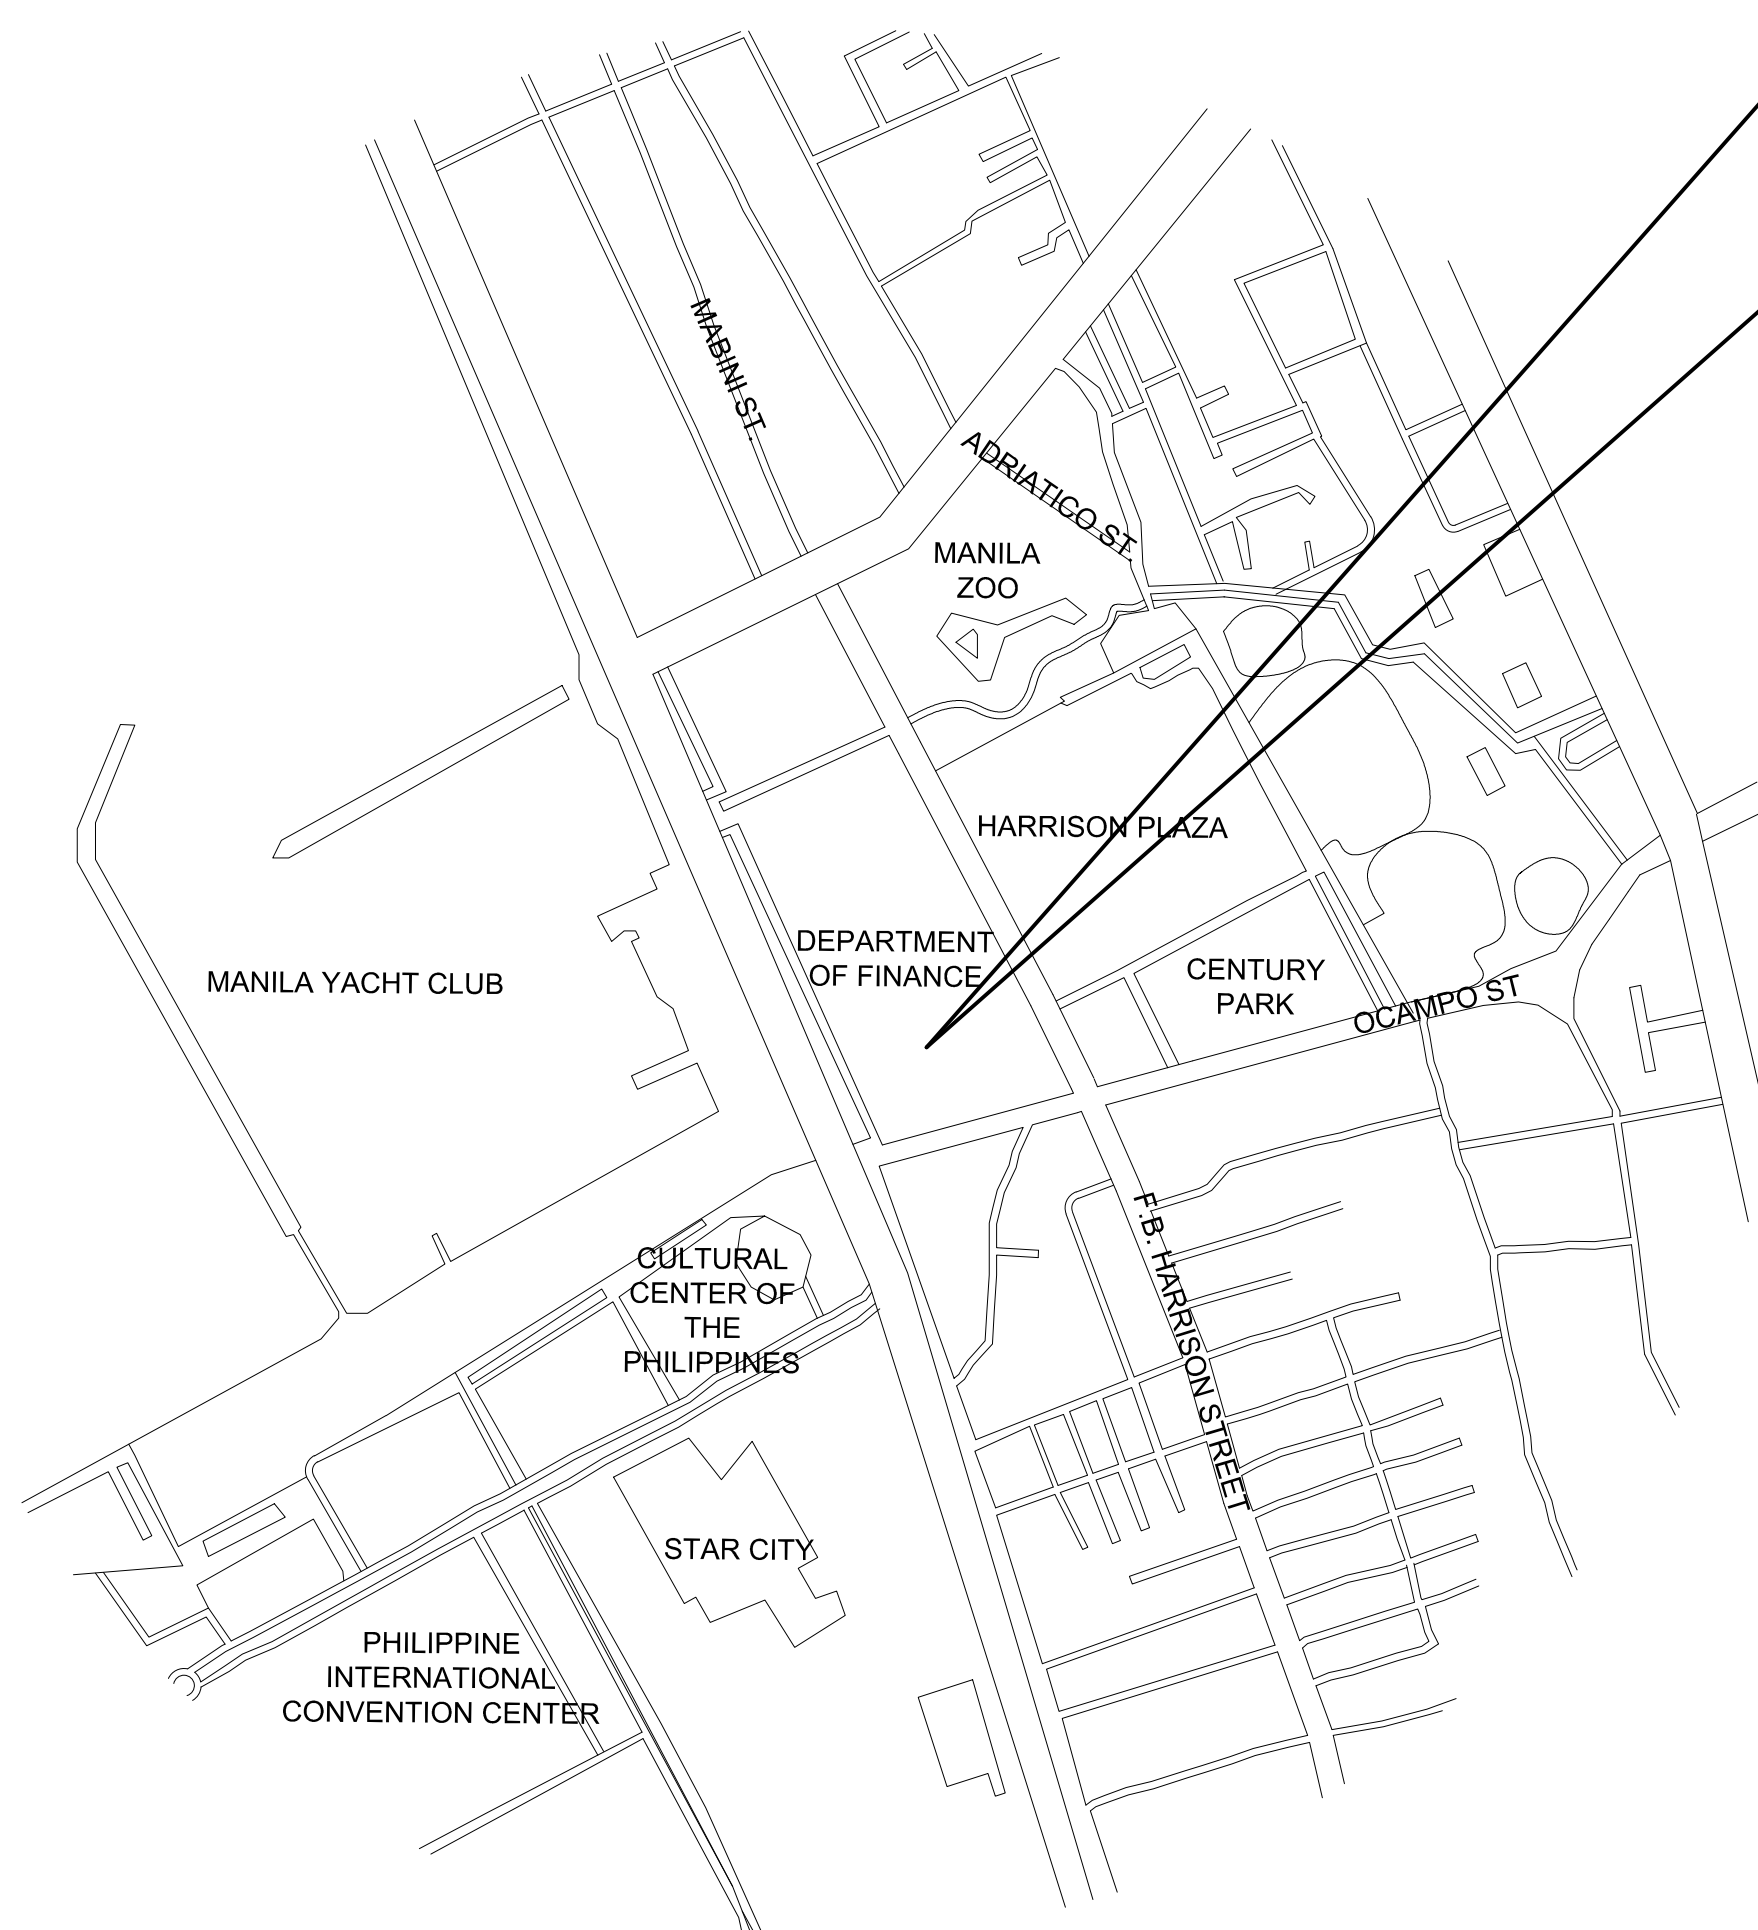 MABINI ST.
ADRIATICO ST.
MANILA
ZOO
HARRISON PLAZA
DEPARTMENT
OF FINANCE
CENTURY
PARK
OCAMPO ST
MANILA YACHT CLUB
F.B. HARRISON STREET
CULTURAL
CENTER OF
THE
PHILIPPINES
STAR CITY
PHILIPPINE
INTERNATIONAL
CONVENTION CENTER